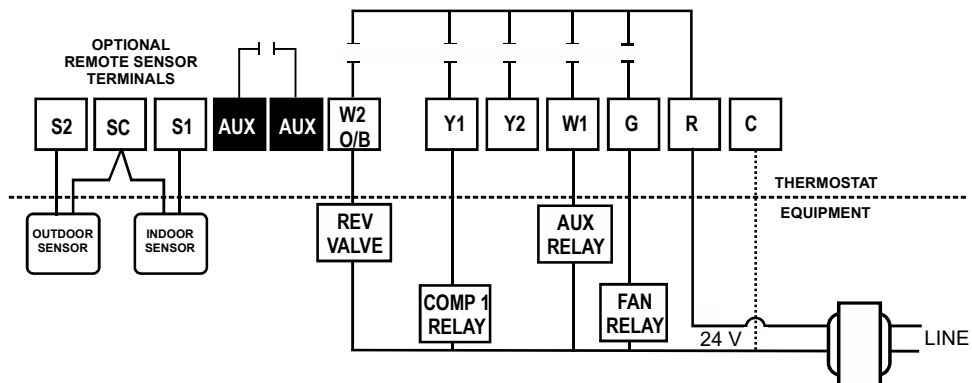 OPTIONAL
REMOTE SENSOR
TERMINALS
S2
SC
S1
AUX
AUX
W2
O/B
Y1
Y2
W1
G
R
C
THERMOSTAT
EQUIPMENT
OUTDOOR
SENSOR
INDOOR
SENSOR
REV
VALVE
AUX
RELAY
COMP 1
RELAY
FAN
RELAY
24 V
LINE